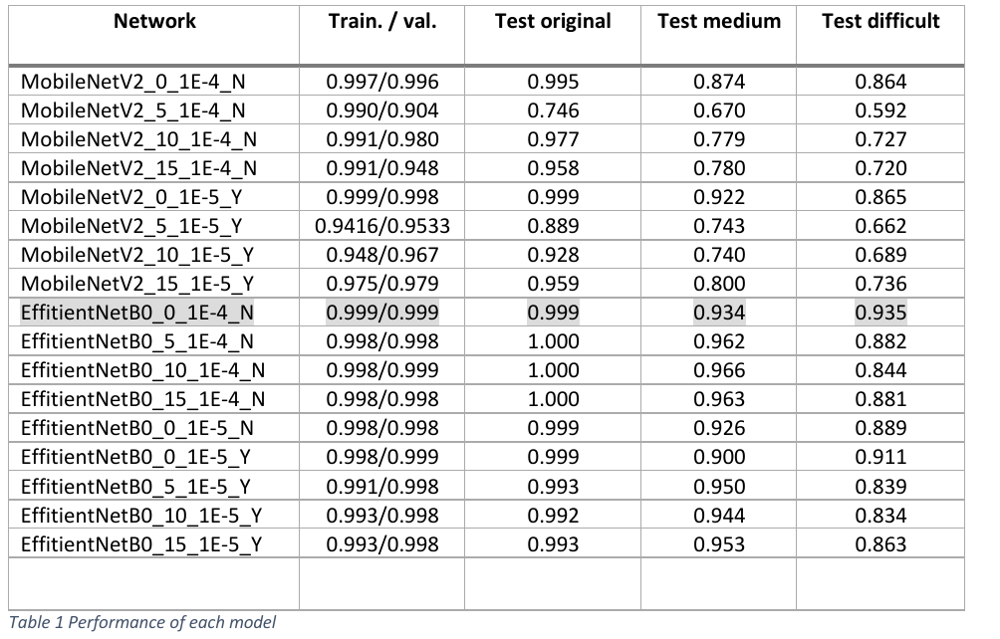 Network Train. / val. Test original Test medium Test difficult
MobileNetV2_0_1E-4_N 0.997/0.996 0.995 0.874 0.864
MobileNetV2_5_1E-4_N 0.990/0.904 0.746 0.670 0.592
MobileNetV2_10_1E-4_N 0.991/0.980 0.977 0.779 0.727
MobileNetV2_15_1E-4_N 0.991/0.948 0.958 0.780 0.720
MobileNetV2_0_1E-5_Y 0.999/0.998 0.999 0.922 0.865
MobileNetV2_5_1E-5_Y 0.9416/0.9533 0.889 0.743 0.662
MobileNetV2_10_1E-5_Y 0.948/0.967 0.928 0.740 0.689
MobileNetV2_15_1E-5_Y 0.975/0.979 0.959 0.800 0.736
EffitientNetB0_0_1E-4_N 0.999/0.999 0.999 0.934 0.935
EffitientNetB0_5_1E-4_N 0.998/0.998 1.000 0.962 0.882
EffitientNetB0_10_1E-4_N 0.998/0.999 1.000 0.966 0.844
EffitientNetB0_15_1E-4_N 0.998/0.998 1.000 0.963 0.881
EffitientNetB0_0_1E-5_N 0.998/0.998 0.999 0.926 0.889
EffitientNetB0_0_1E-5_Y 0.998/0.999 0.999 0.900 0.911
EffitientNetB0_5_1E-5_Y 0.991/0.998 0.993 0.950 0.839
EffitientNetB0_10_1E-5_Y 0.993/0.998 0.992 0.944 0.834
EffitientNetB0_15_1E-5_Y 0.993/0.998 0.993 0.953 0.863
Table 1 Performance of each model